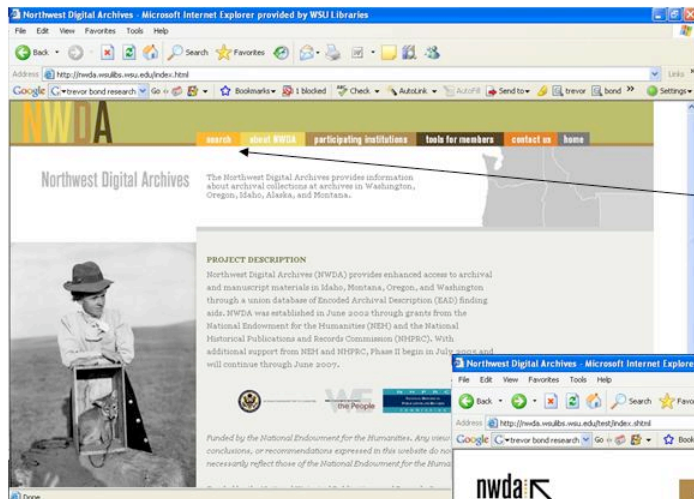 Northwest Digital Archives - Microsoft Internet Explorer provided by WSU Libraries
File Edit View Favorites Tools Help
Back Search Favorites
Address http://nwda.wsulibs.wsu.edu/index.html Links
Google trevor bond research Go Bookmarks 1 blocked Check AutoLink AutoFill Send to trevor bond Settings
NWDA
search about NWDA participating institutions tools for members contact us home
Northwest Digital Archives
The Northwest Digital Archives provides information
about archival collections at archives in Washington,
Oregon, Idaho, Alaska, and Montana.
PROJECT DESCRIPTION
Northwest Digital Archives (NWDA) provides enhanced access to archival
and manuscript materials in Idaho, Montana, Oregon, and Washington
through a union database of Encoded Archival Description (EAD) finding
aids. NWDA was established in June 2002 through grants from the
National Endowment for the Humanities (NEH) and the National
Historical Publications and Records Commission (NHPRC). With
additional support from NEH and NHPRC, Phase II begin in July 2005 and
will continue through June 2007.
WE
the People
NHPRC
Funded by the National Endowment for the Humanities. Any view
conclusions, or recommendations expressed in this website do no
necessarily reflect those of the National Endowment for the Huma
Done
Northwest Digital Archives - Microsoft Internet Explore
File Edit View Favorites Tools Help
Back Search Favo
Address http://nwda.wsulibs.wsu.edu/test/index.shtml
Google trevor bond research Go Book
nwda